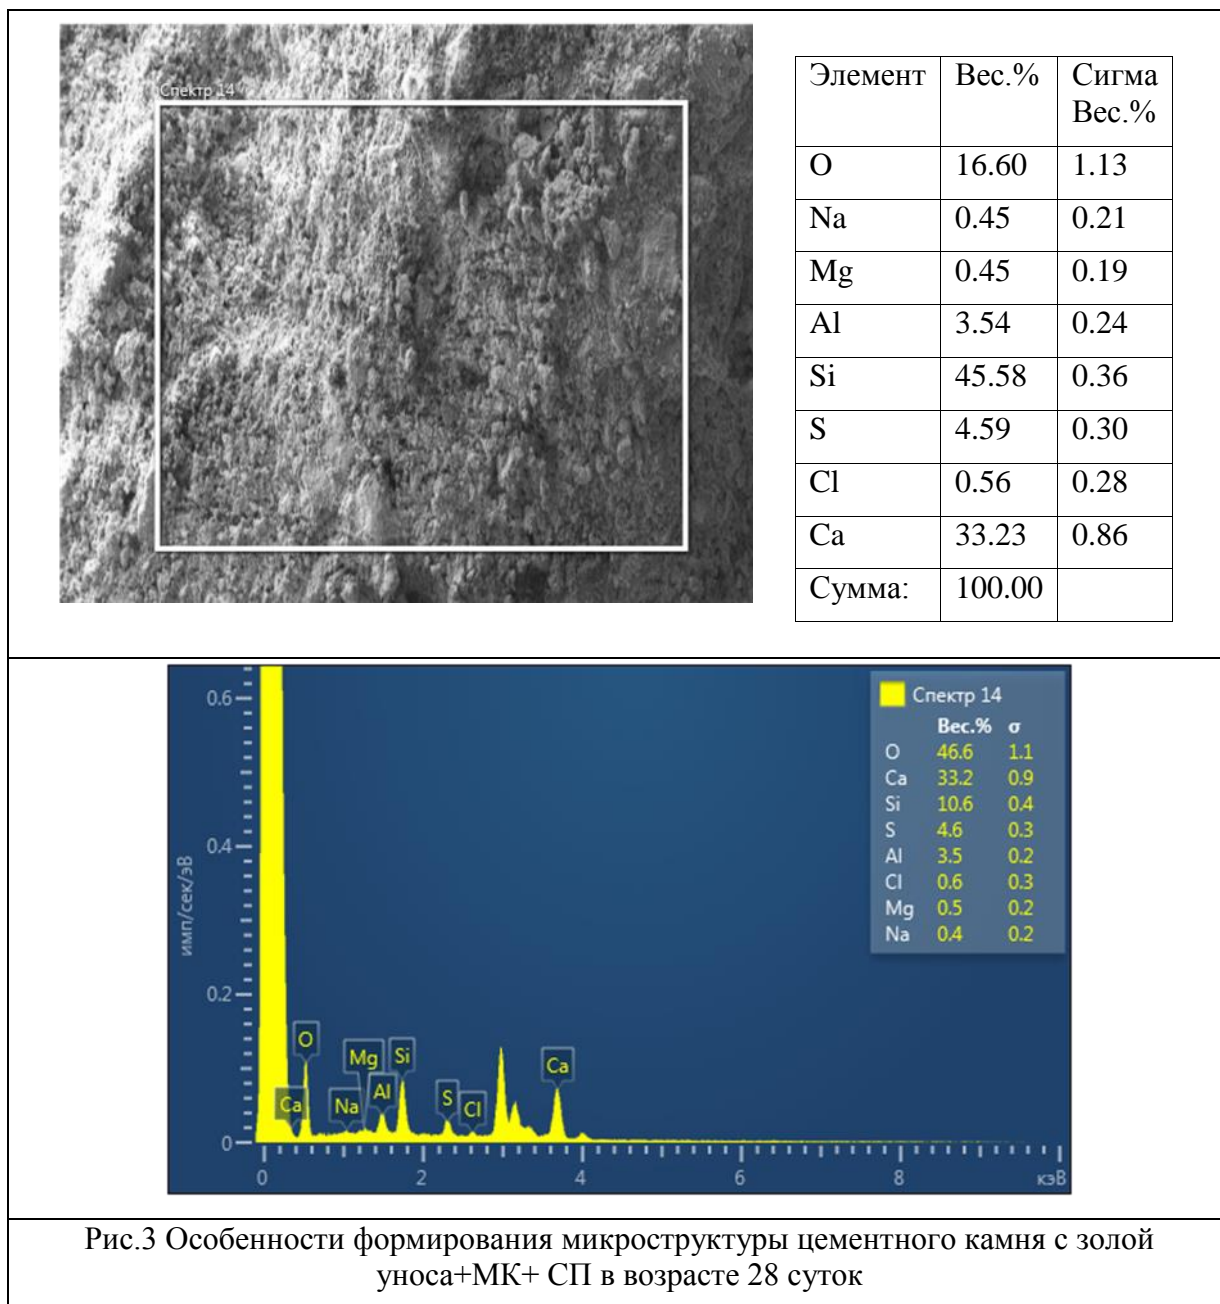 Спектр 14
Элемент Вес.% Сигма
Вес.%
O 16.60 1.13
Na 0.45 0.21
Mg 0.45 0.19
Al 3.54 0.24
Si 45.58 0.36
S 4.59 0.30
Cl 0.56 0.28
Ca 33.23 0.86
Сумма: 100.00
Спектр 14
Вес.% σ
O 46.6 1.1
Ca 33.2 0.9
Si 10.6 0.4
S 4.6 0.3
Al 3.5 0.2
Cl 0.6 0.3
Mg 0.5 0.2
Na 0.4 0.2
0.6
0.4
0.2
0
имп/сек/эВ
Ca O Na Mg Al Si S Cl Ca
0 2 4 6 8 кэВ
Рис.3 Особенности формирования микроструктуры цементного камня с золой
уноса+МК+ СП в возрасте 28 суток